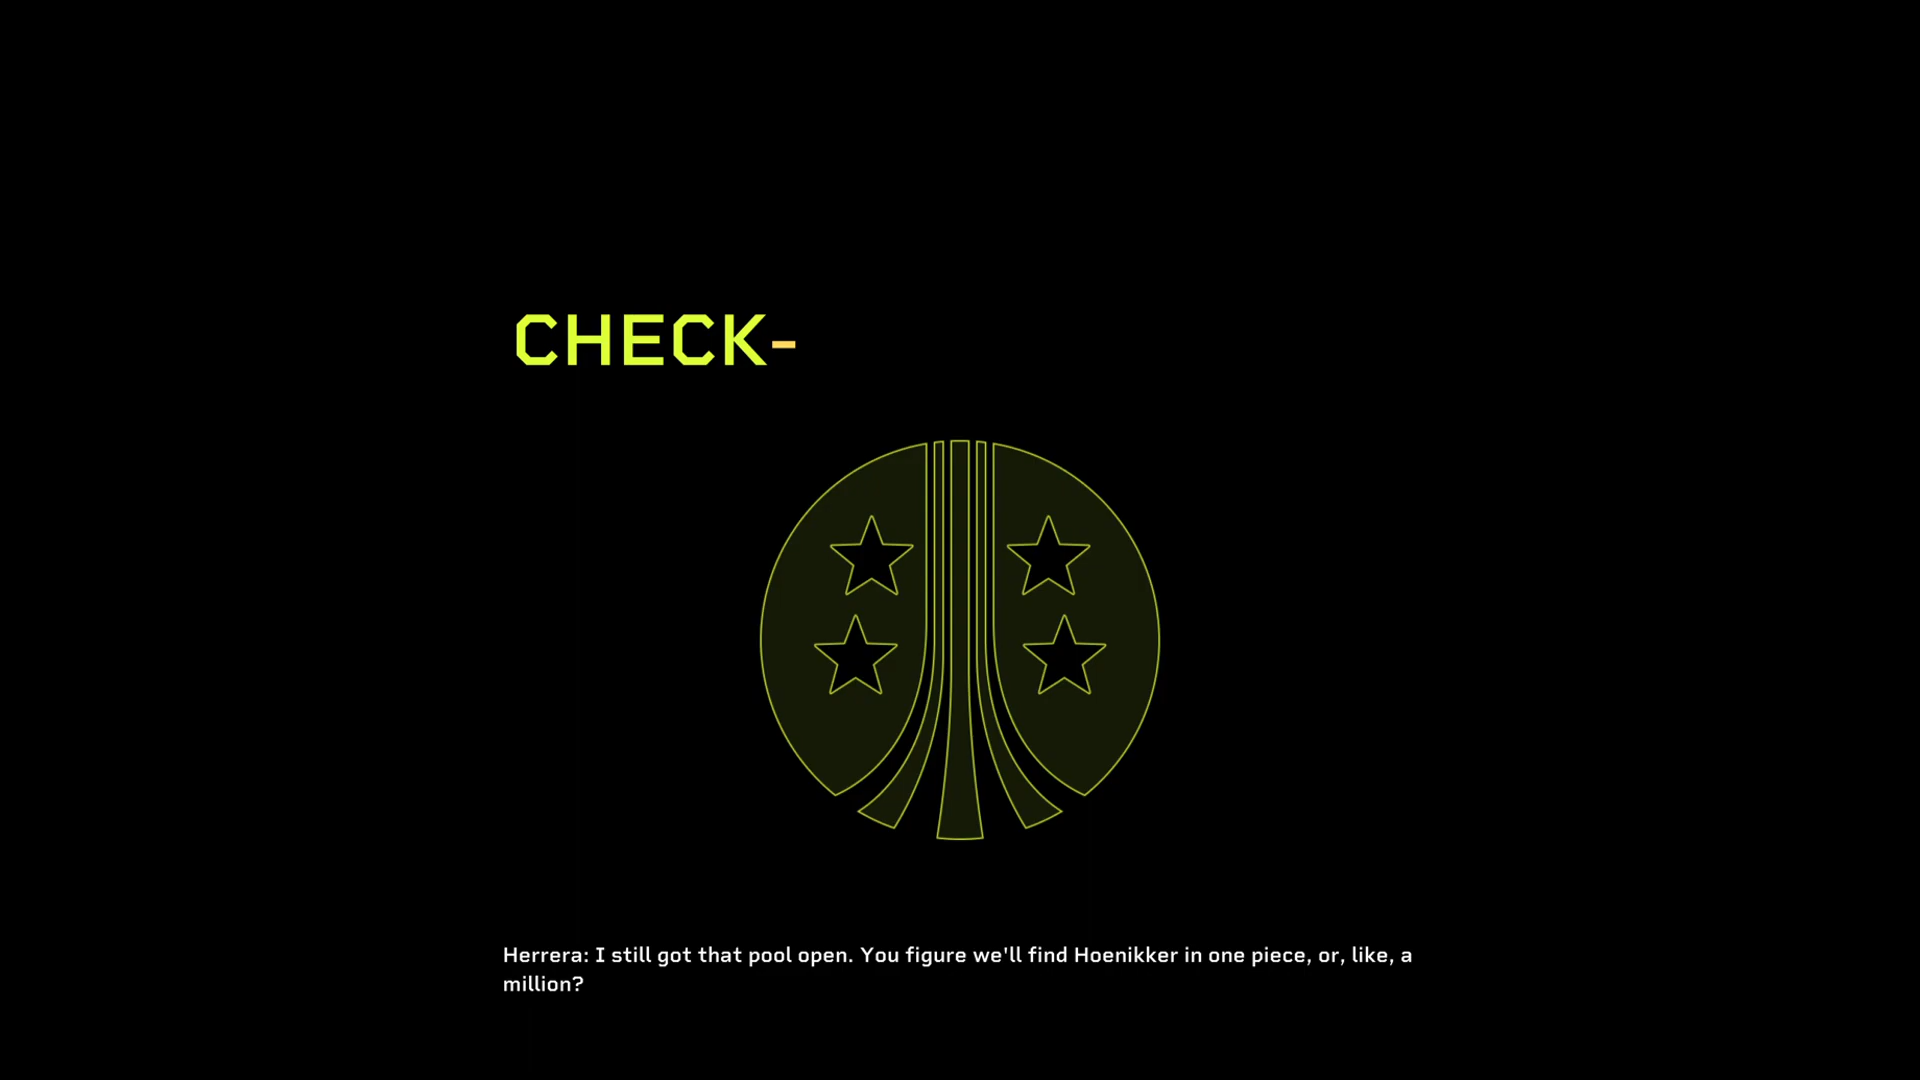 CHECK-
Herrera: I still got that pool open. You figure we'll find Hoenikker in one piece, or, like, a
million?